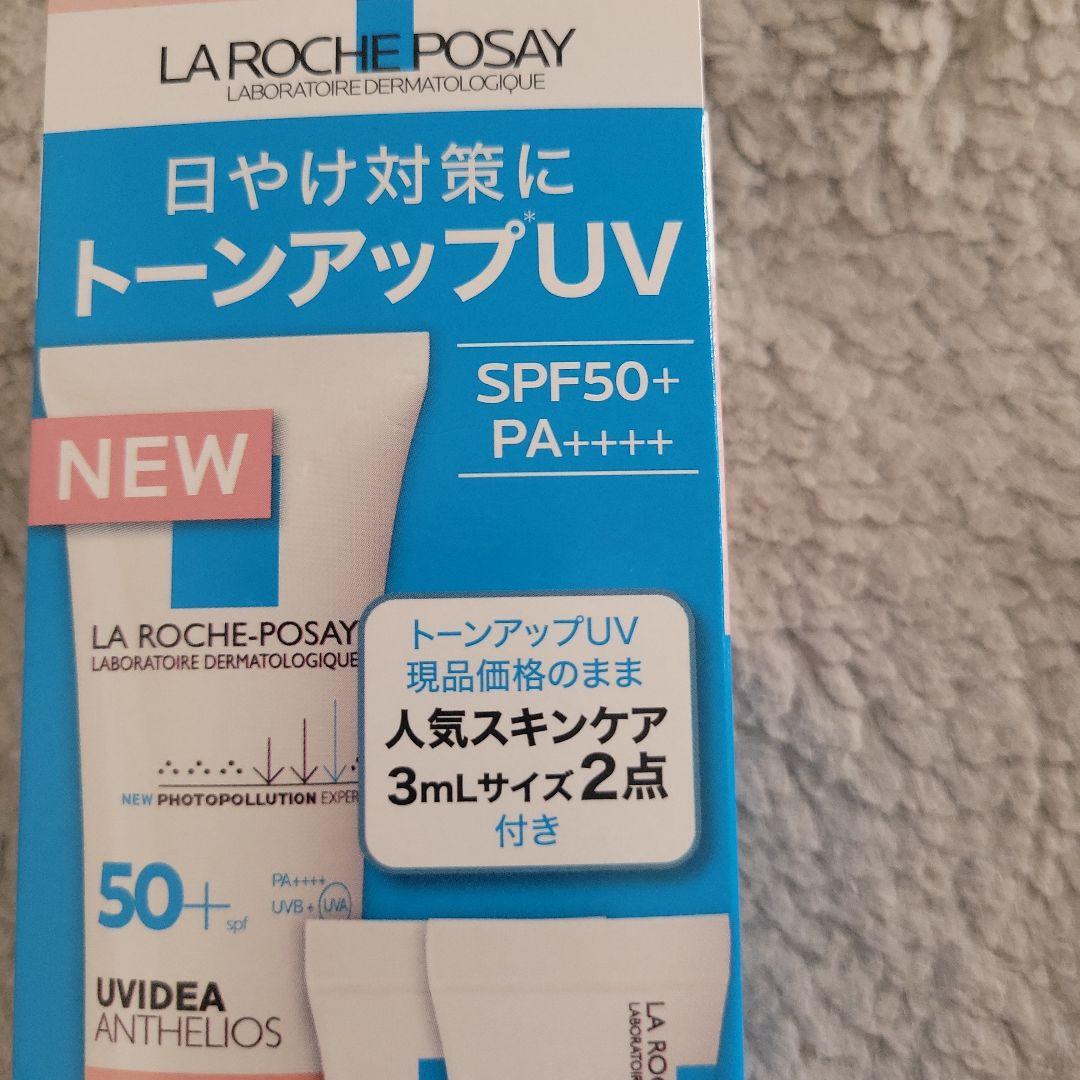 LA ROCHE POSAY
LABORATOIRE DERMATOLOGIQUE
日やけ対策に
トーンアップ*UV
SPF50+
PA++++
NEW
LA ROCHE-POSAY
LABORATOIRE DERMATOLOGIQUE
トーンアップUV
現品価格のまま
人気スキンケア
3mLサイズ2点
付き
NEW PHOTOPOLLUTION
50+ spf
PA++++
UVB + UVA
UVIDEA
ANTHELIOS
LA